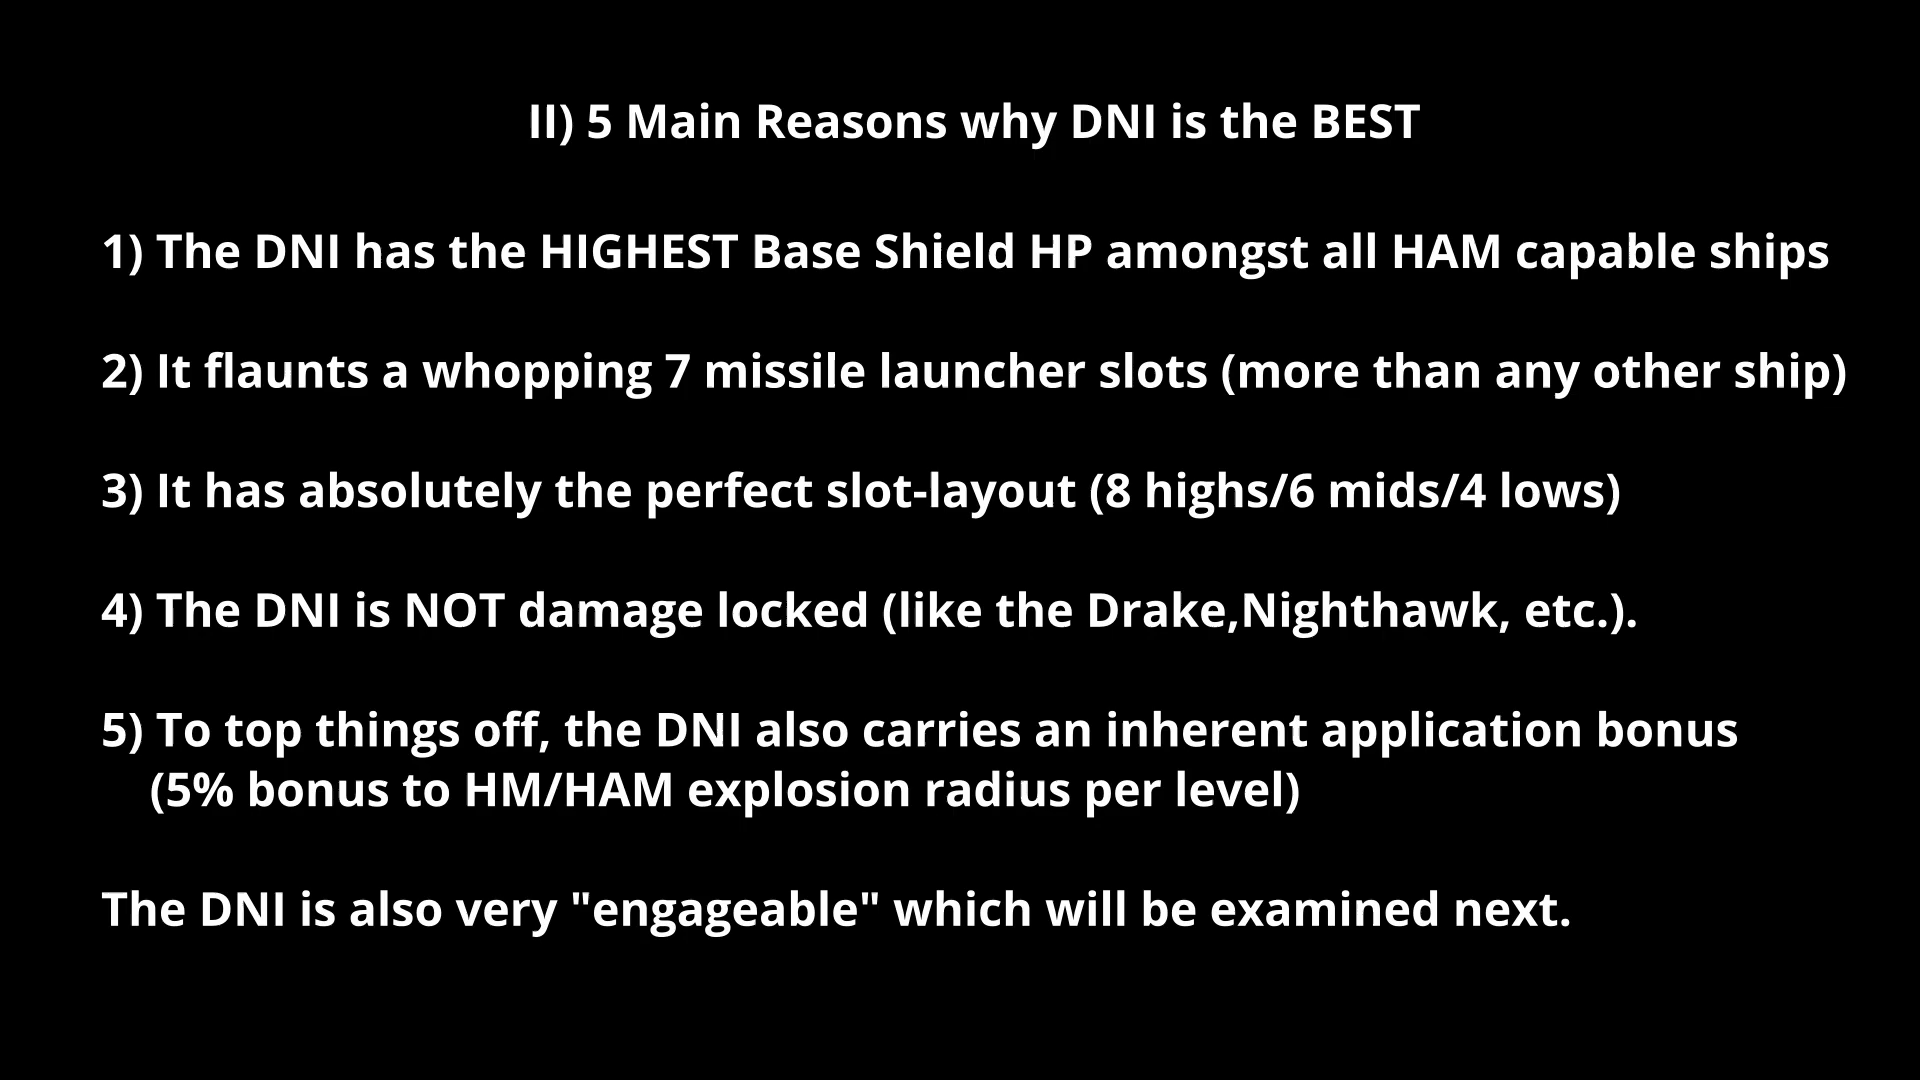 II) 5 Main Reasons why DNI is the BEST
1) The DNI has the HIGHEST Base Shield HP amongst all HAM capable ships
2) It flaunts a whopping 7 missile launcher slots (more than any other ship)
3) It has absolutely the perfect slot-layout (8 highs/6 mids/4 lows)
4) The DNI is NOT damage locked (like the Drake,Nighthawk, etc.).
5) To top things off, the DNI also carries an inherent application bonus
(5% bonus to HM/HAM explosion radius per level)
The DNI is also very "engageable" which will be examined next.